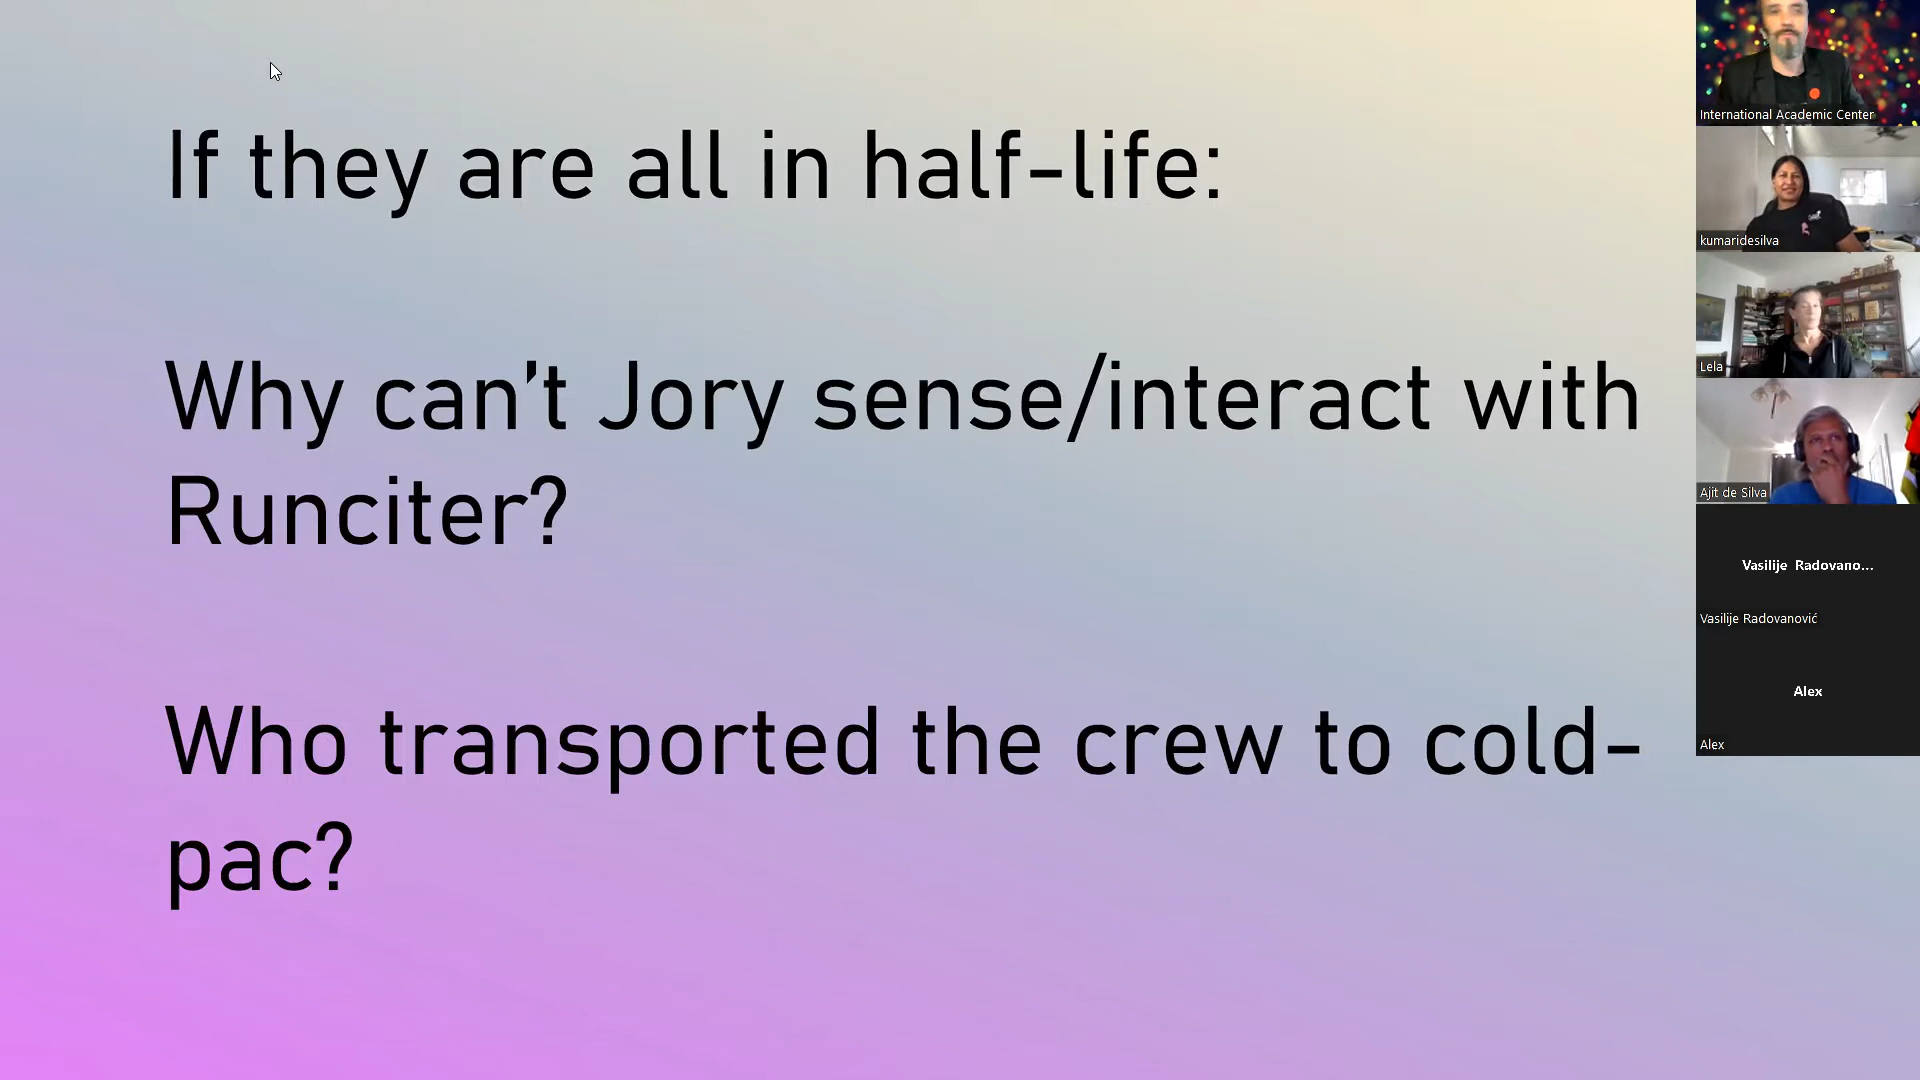 If they are all in half-life:
Why can't Jory sense/interact with
Runciter?
Who transported the crew to cold-
pac?
International Academic Center
kumaridesilva
Lela
Ajit de Silva
Vasilije Radovano...
Vasilije Radovanović
Alex
Alex